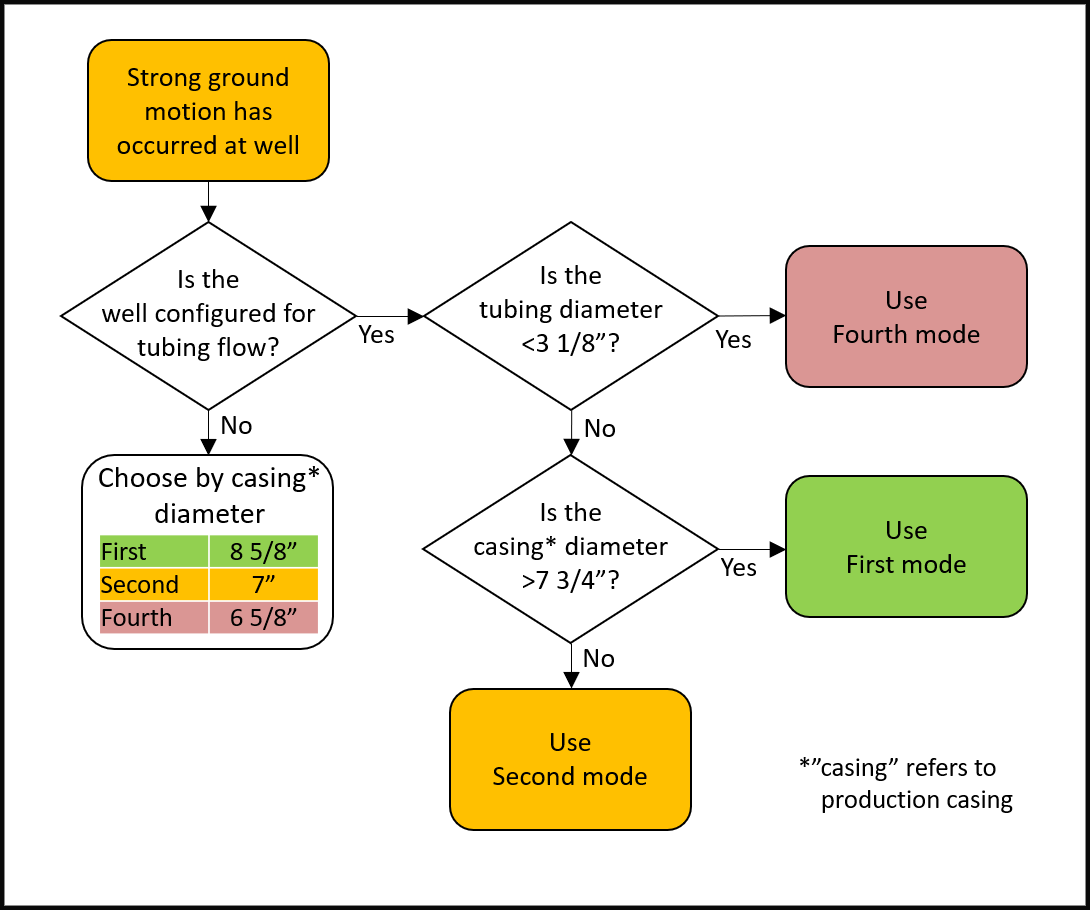 Strong ground
motion has
occurred at well
Is the
well configured for
tubing flow?
Yes
Is the
tubing diameter
<3 1/8”?
Yes
Use
Fourth mode
No
Choose by casing*
diameter
First 8 5/8”
Second 7”
Fourth 6 5/8”
No
Is the
casing* diameter
>7 3/4”?
Yes
Use
First mode
No
Use
Second mode
*”casing” refers to
production casing